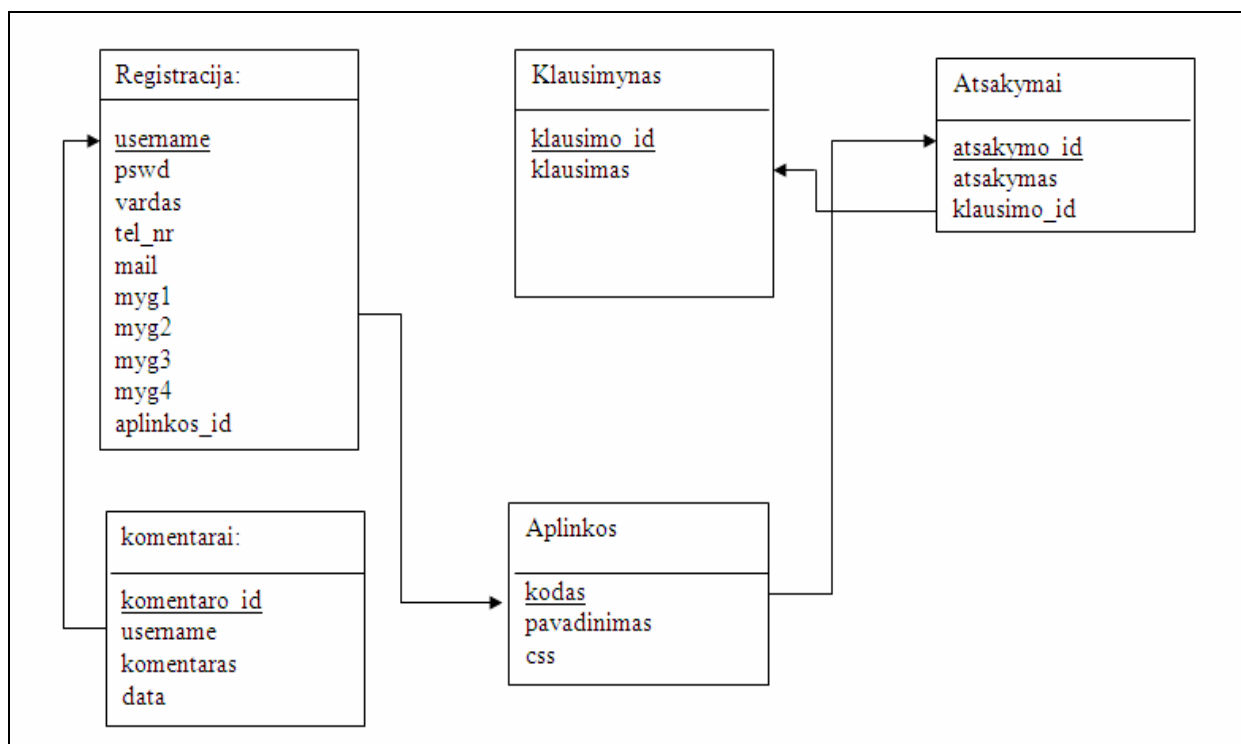 Registracija:
username
pswd
vardas
tel_nr
mail
myg1
myg2
myg3
myg4
aplinkos_id
Klausimynas
klausimo_id
klausimas
Atsakymai
atsakymo_id
atsakymas
klausimo_id
komentarai:
komentaro_id
username
komentaras
data
Aplinkos
kodas
pavadinimas
css